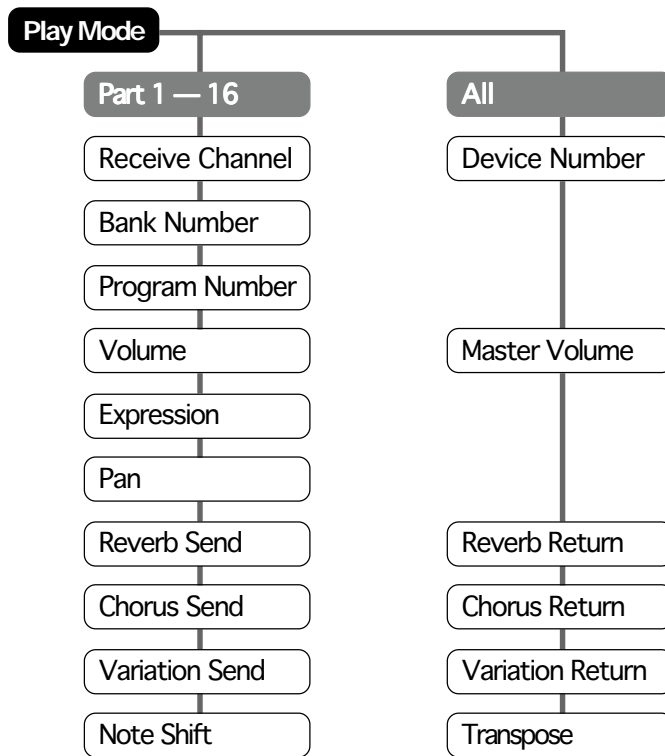 Play Mode
Part 1 — 16
Receive Channel
Bank Number
Program Number
Volume
Expression
Pan
Reverb Send
Chorus Send
Variation Send
Note Shift
All
Device Number
Master Volume
Reverb Return
Chorus Return
Variation Return
Transpose